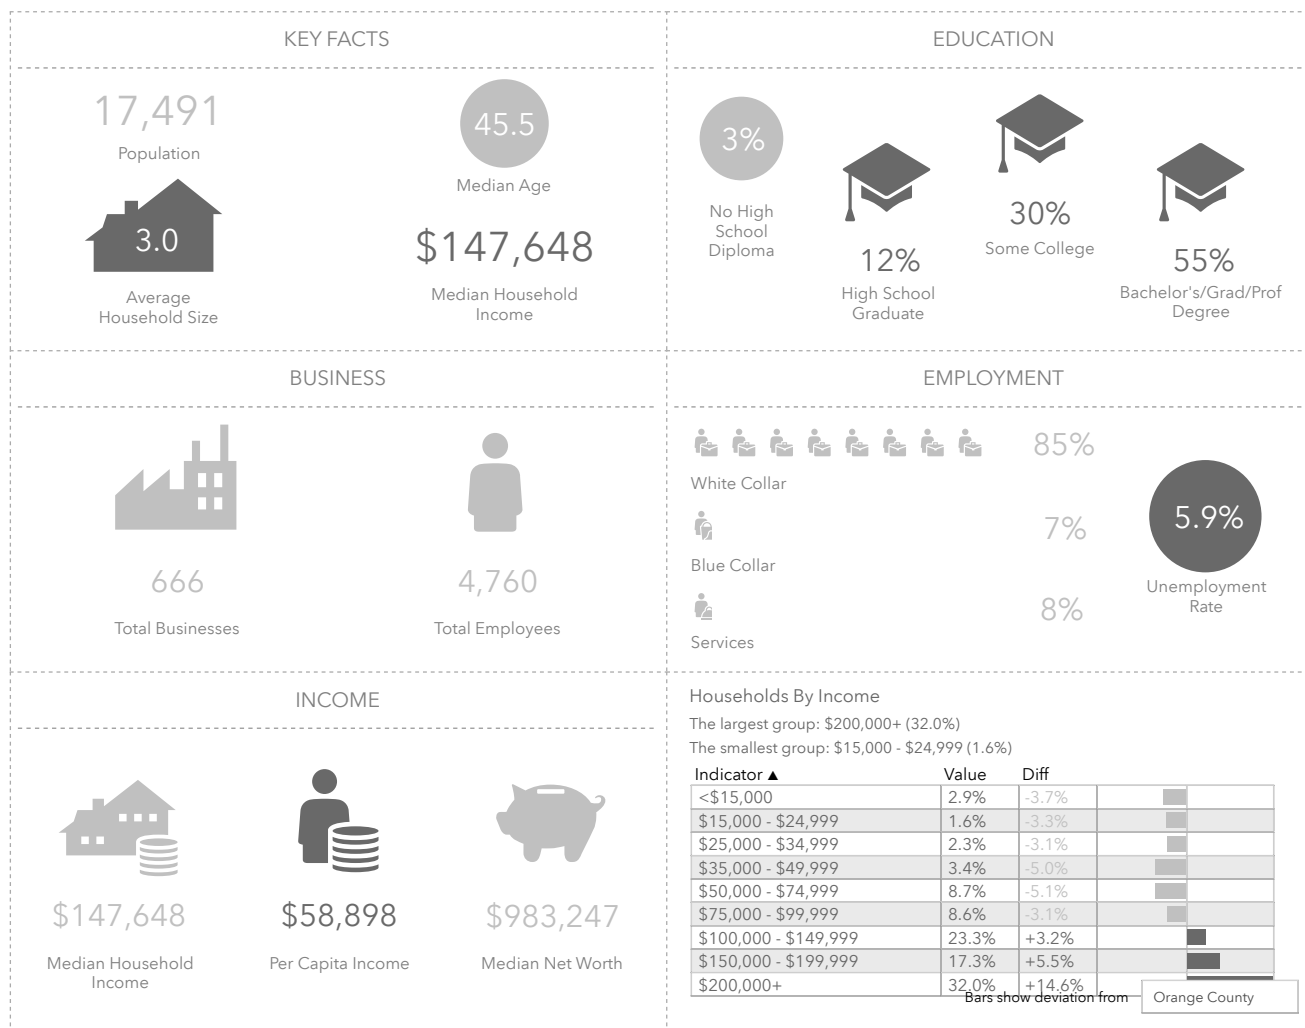 KEY FACTS
17,491
Population
45.5
Median Age
3.0
Average
Household Size
$147,648
Median Household
Income
EDUCATION
3%
No High
School
Diploma
12%
High School
Graduate
30%
Some College
55%
Bachelor's/Grad/Prof
Degree
BUSINESS
666
Total Businesses
4,760
Total Employees
EMPLOYMENT
85%
White Collar
7%
Blue Collar
8%
Services
5.9%
Unemployment
Rate
INCOME
$147,648
Median Household
Income
$58,898
Per Capita Income
$983,247
Median Net Worth
Households By Income
The largest group: $200,000+ (32.0%)
The smallest group: $15,000 - $24,999 (1.6%)
Indicator ▲ Value Diff
<$15,000 2.9% -3.7%
$15,000 - $24,999 1.6% -3.3%
$25,000 - $34,999 2.3% -3.1%
$35,000 - $49,999 3.4% -5.0%
$50,000 - $74,999 8.7% -5.1%
$75,000 - $99,999 8.6% -3.1%
$100,000 - $149,999 23.3% +3.2%
$150,000 - $199,999 17.3% +5.5%
$200,000+ 32.0% +14.6%
Bars show deviation from Orange County